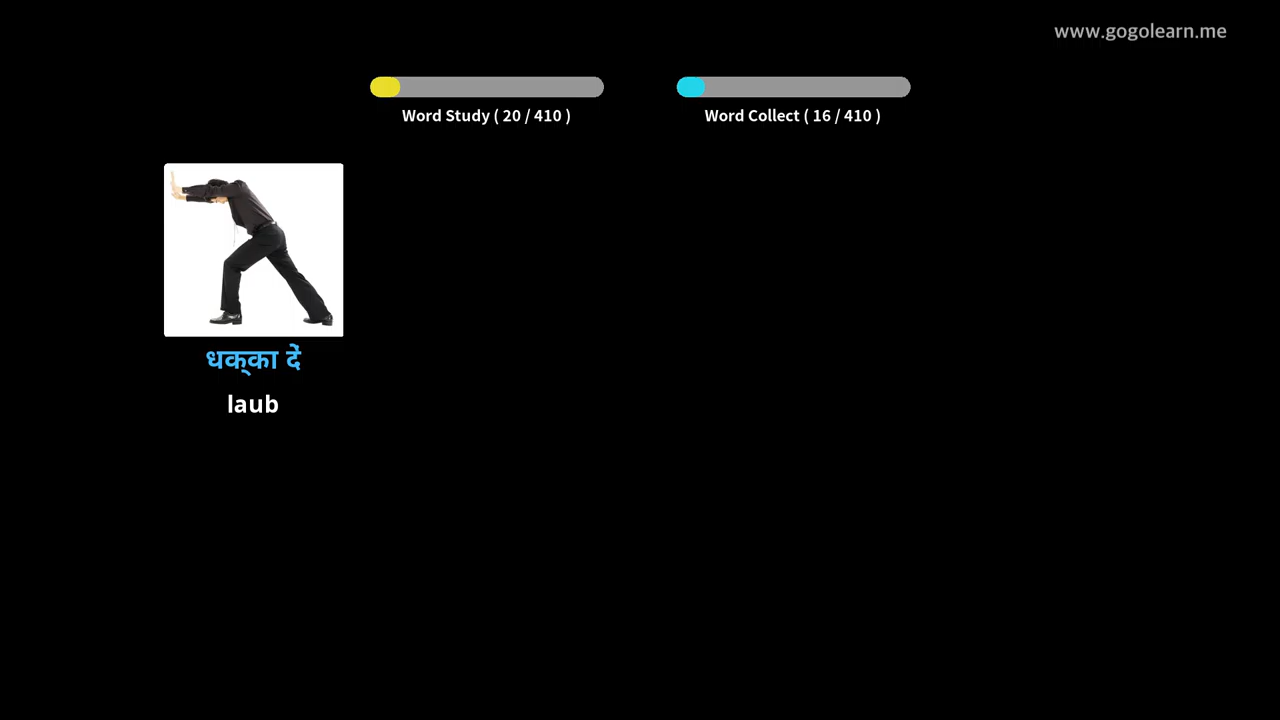 www.gogolearn.me
Word Study ( 20 / 410 )
Word Collect ( 16 / 410 )
धक्का दें
laub